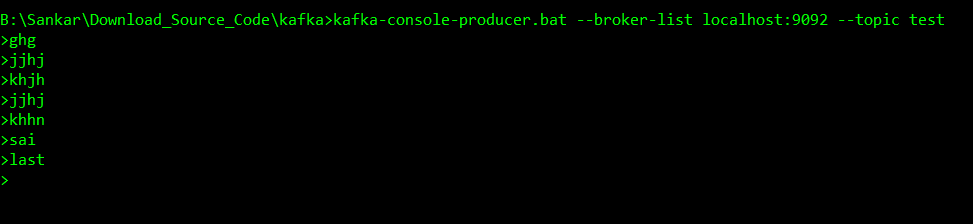 B:\Sankar\Download_Source_Code\kafka>kafka-console-producer.bat --broker-list localhost:9092 --topic test
>ghg
>jjhj
>khjh
>jjhj
>khhn
>sai
>last
>